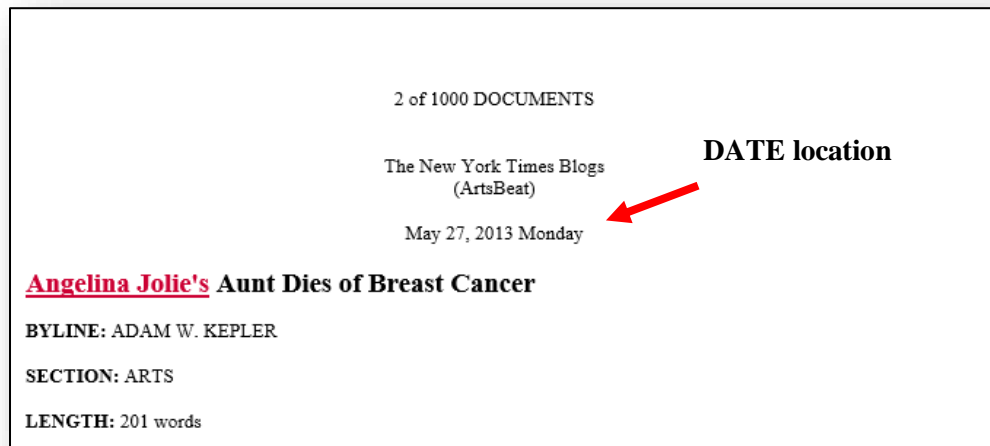 2 of 1000 DOCUMENTS
DATE location
The New York Times Blogs
(ArtsBeat)
May 27, 2013 Monday
Angelina Jolie's Aunt Dies of Breast Cancer
BYLINE: ADAM W. KEPLER
SECTION: ARTS
LENGTH: 201 words